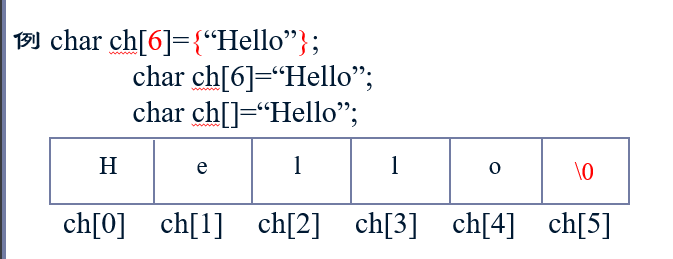 例 char ch[6]={“Hello”};
char ch[6]=“Hello”;
char ch[]=“Hello”;
H e l l o \0
ch[0] ch[1] ch[2] ch[3] ch[4] ch[5]